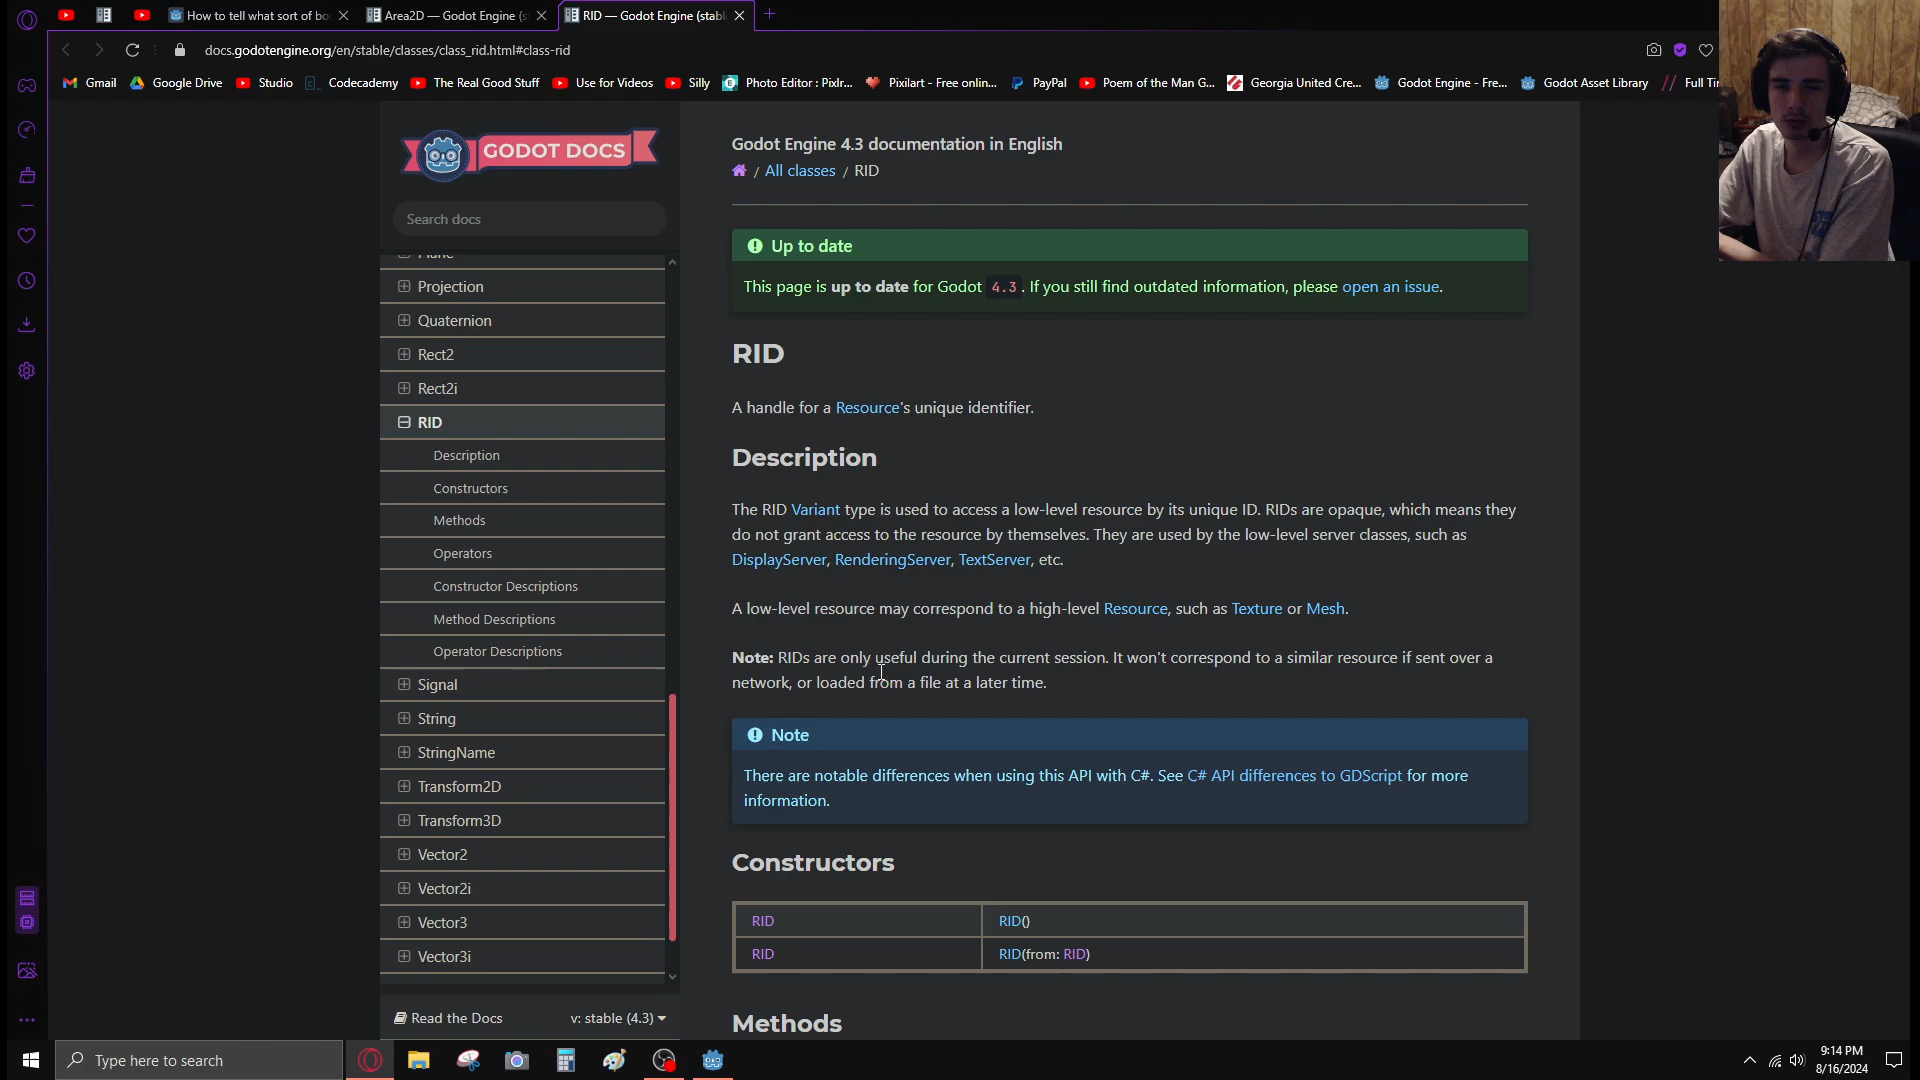 How to tell what sort of bo
Area2D — Godot Engine (s
RID — Godot Engine (stab
docs.godotengine.org/en/stable/classes/class_rid.html#class-rid
Gmail
Google Drive
Studio
Codecademy
The Real Good Stuff
Use for Videos
Silly
Photo Editor : Pixlr...
Pixilart - Free onlin...
PayPal
Poem of the Man G...
Georgia United Cre...
Godot Engine - Fre...
Godot Asset Library
Full Ti
GODOT DOCS
Search docs
Plane
Projection
Quaternion
Rect2
Rect2i
RID
Description
Constructors
Methods
Operators
Constructor Descriptions
Method Descriptions
Operator Descriptions
Signal
String
StringName
Transform2D
Transform3D
Vector2
Vector2i
Vector3
Vector3i
Read the Docs
v: stable (4.3)
Godot Engine 4.3 documentation in English
/ All classes / RID
Up to date
This page is up to date for Godot 4.3 . If you still find outdated information, please open an issue.
RID
A handle for a Resource's unique identifier.
Description
The RID Variant type is used to access a low-level resource by its unique ID. RIDs are opaque, which means they
do not grant access to the resource by themselves. They are used by the low-level server classes, such as
DisplayServer, RenderingServer, TextServer, etc.
A low-level resource may correspond to a high-level Resource, such as Texture or Mesh.
Note: RIDs are only useful during the current session. It won't correspond to a similar resource if sent over a
network, or loaded from a file at a later time.
Note
There are notable differences when using this API with C#. See C# API differences to GDScript for more
information.
Constructors
RID RID()
RID RID(from: RID)
Methods
Type here to search
9:14 PM
8/16/2024